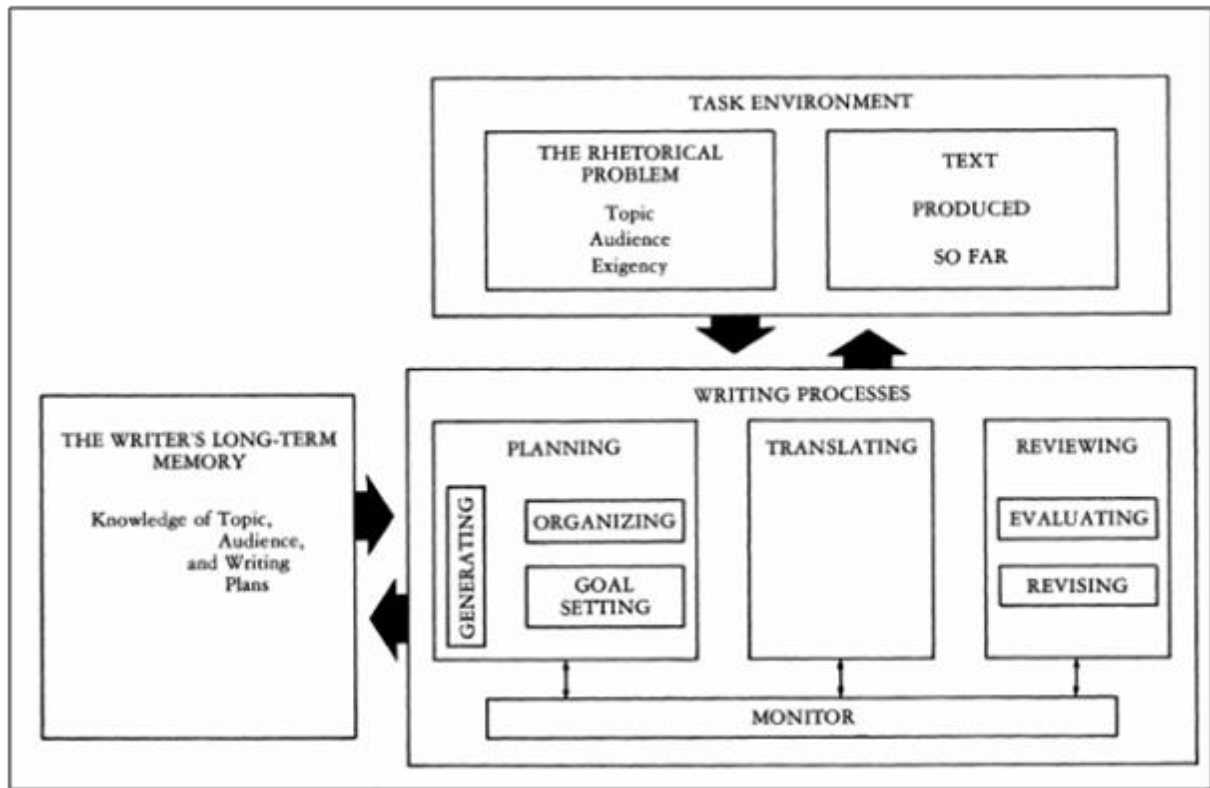 TASK ENVIRONMENT
THE RHETORICAL
PROBLEM
Topic
Audience
Exigency
TEXT
PRODUCED
SO FAR
WRITING PROCESSES
THE WRITER'S LONG-TERM
MEMORY
Knowledge of Topic,
Audience,
and Writing
Plans
PLANNING
GENERATING
ORGANIZING
GOAL
SETTING
TRANSLATING
REVIEWING
EVALUATING
REVISING
MONITOR